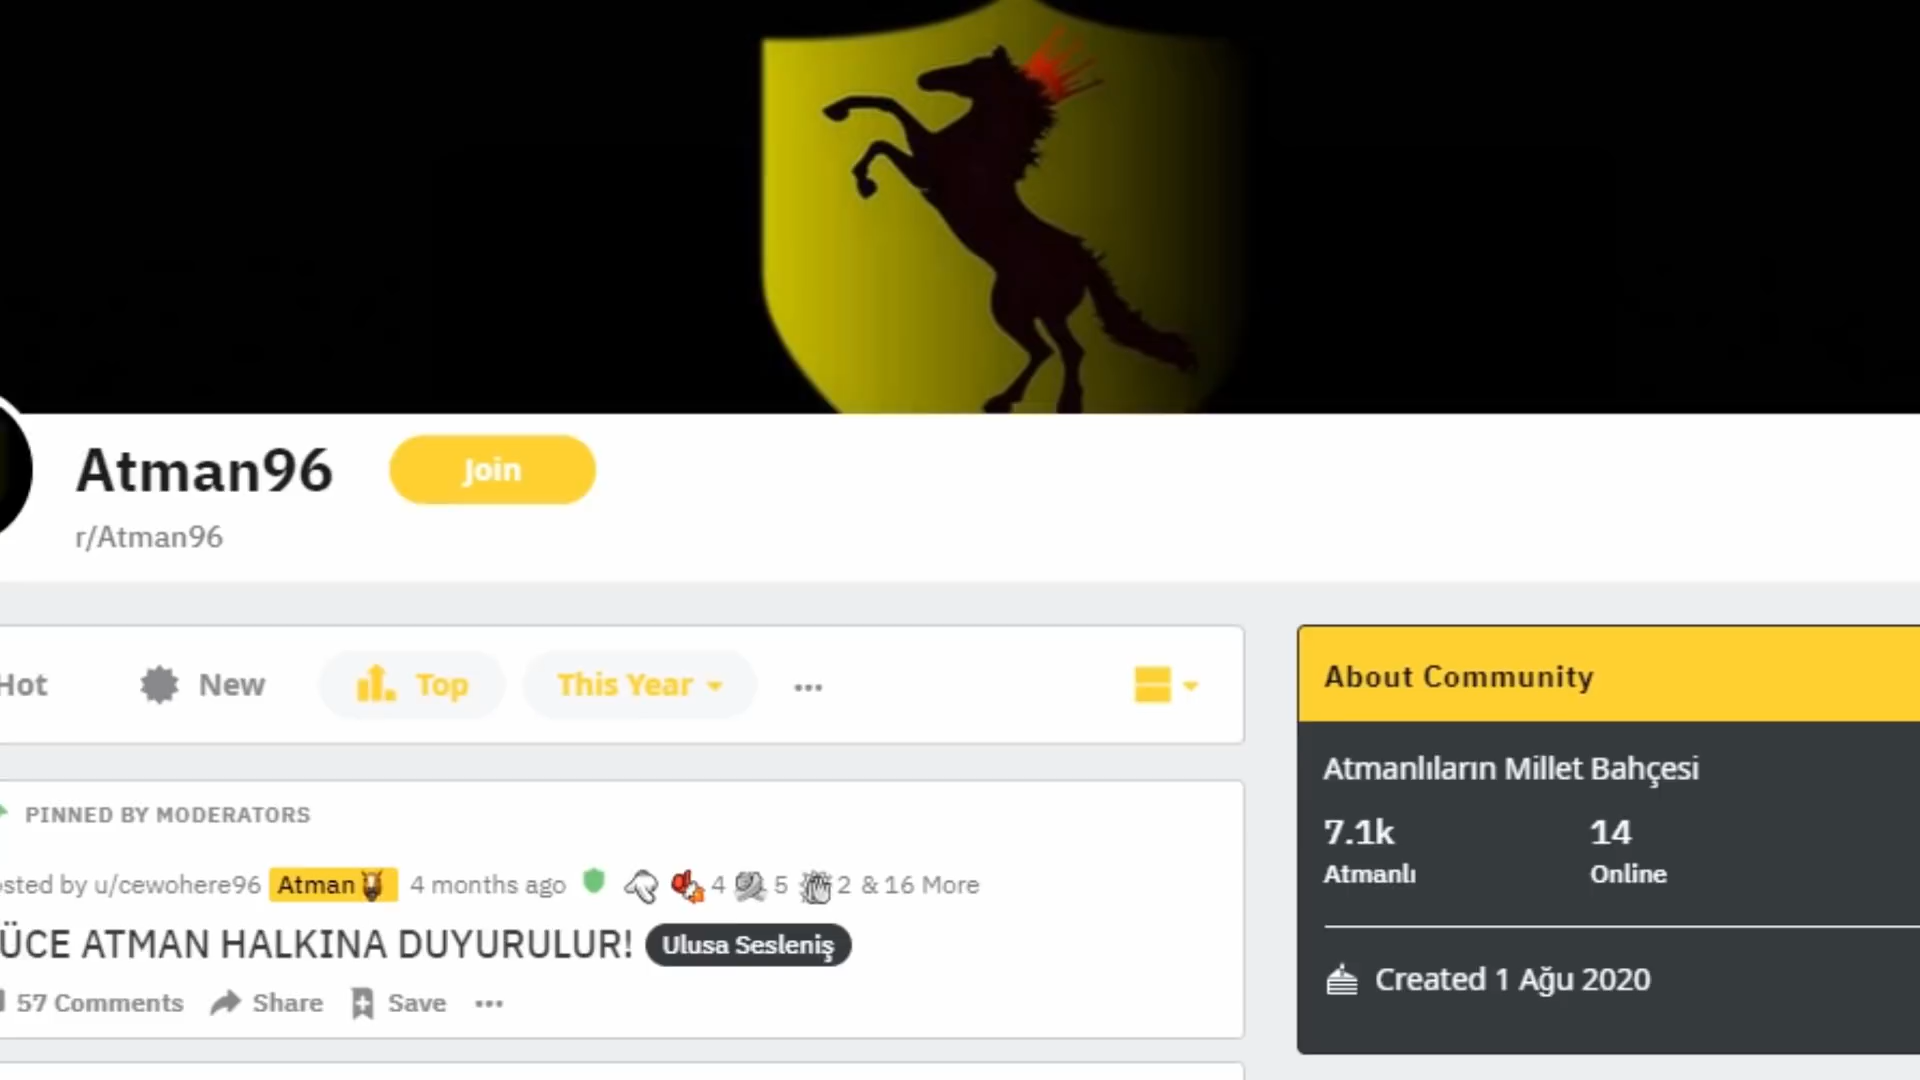 Atman96
Join
r/Atman96
Hot
New
Top
This Year
About Community
Atmanlıların Millet Bahçesi
7.1k
14
Atmanlı
Online
Created 1 Ağu 2020
PINNED BY MODERATORS
osted by u/cewohere96 Atman 4 months ago 4 5 2 & 16 More
ÜCE ATMAN HALKINA DUYURULUR! Ulusa Sesleniş
57 Comments Share Save